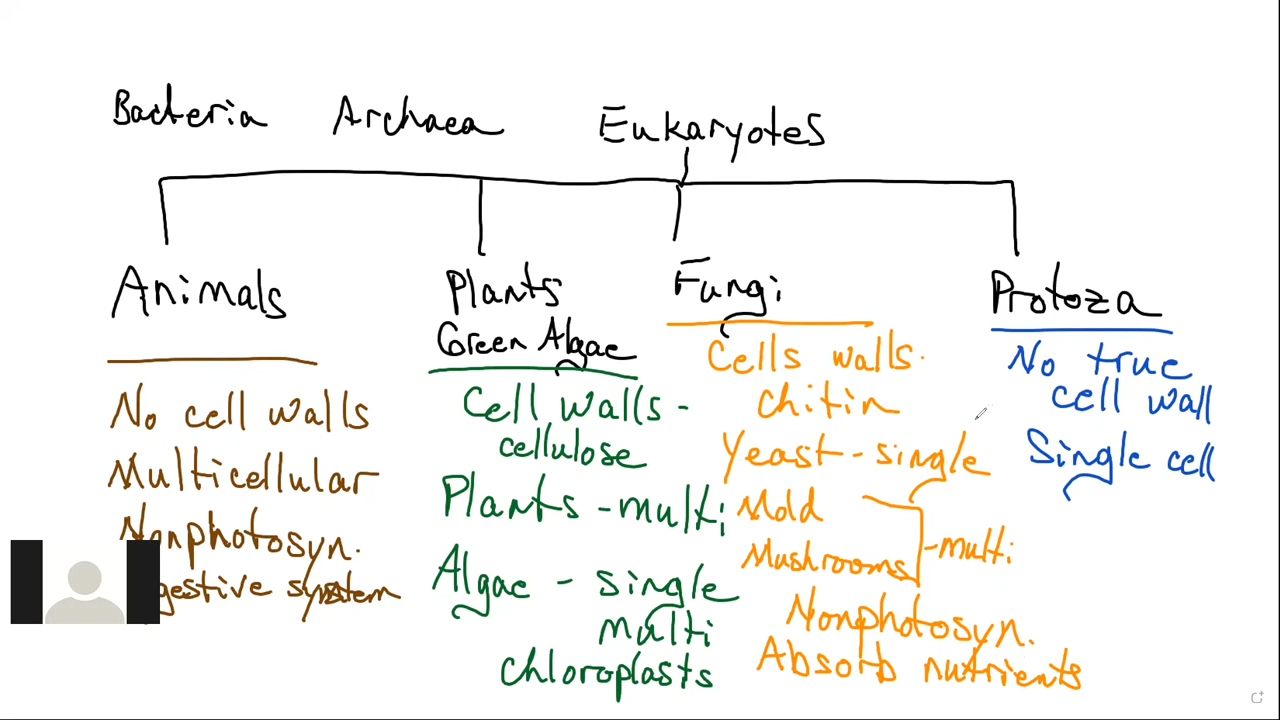 Bacteria Archaea Eukaryotes
Animals
No cell walls
Multicellular
Nonphotosyn.
gestive system
Plants
Green Algae
Cell walls -
cellulose
Plants - multi
Algae - single
multi
chloroplasts
Fungi
Cells walls.
chitin
Yeast - single
Mold
Mushrooms - multi
Nonphotosyn.
Absorb nutrients
Protoza
No true
cell wall
Single cell